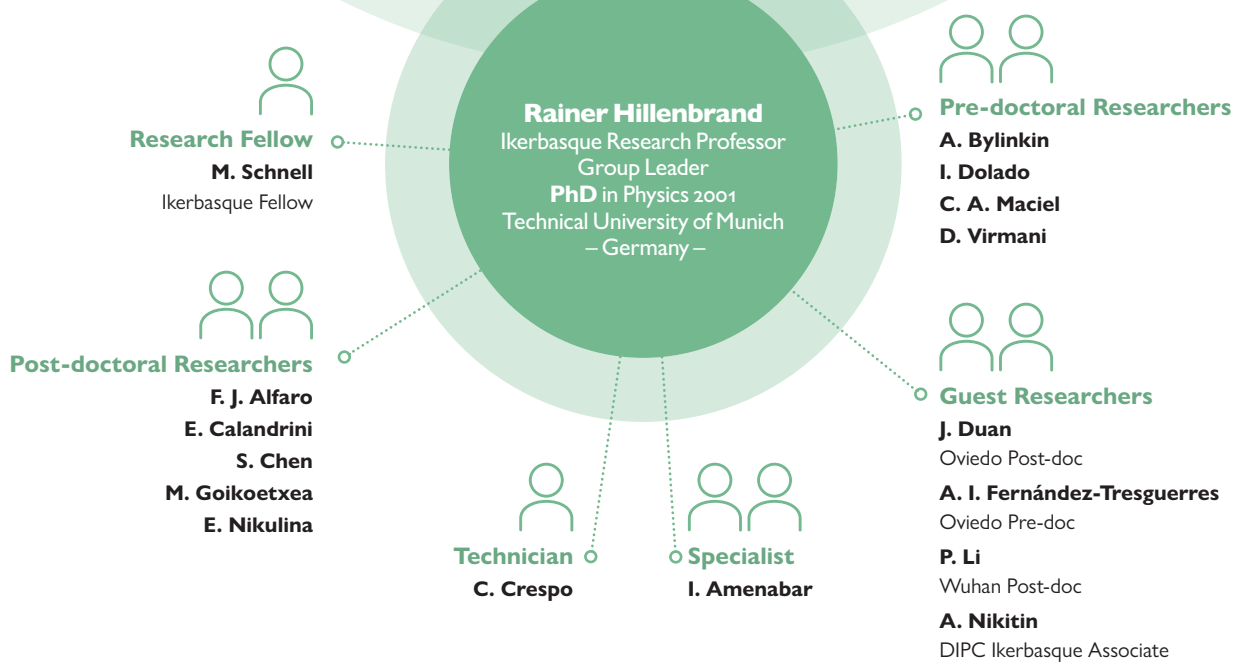 Rainer Hillenbrand
Ikerbasque Research Professor
Group Leader
PhD in Physics 2001
Technical University of Munich
– Germany –
Research Fellow
M. Schnell
Ikerbasque Fellow
Post-doctoral Researchers
F. J. Alfaro
E. Calandrini
S. Chen
M. Goikoetxea
E. Nikulina
Technician
C. Crespo
Specialist
I. Amenabar
Pre-doctoral Researchers
A. Bylinkin
I. Dolado
C. A. Maciel
D. Virmani
Guest Researchers
J. Duan
Oviedo Post-doc
A. I. Fernández-Tresguerres
Oviedo Pre-doc
P. Li
Wuhan Post-doc
A. Nikitin
DIPC Ikerbasque Associate